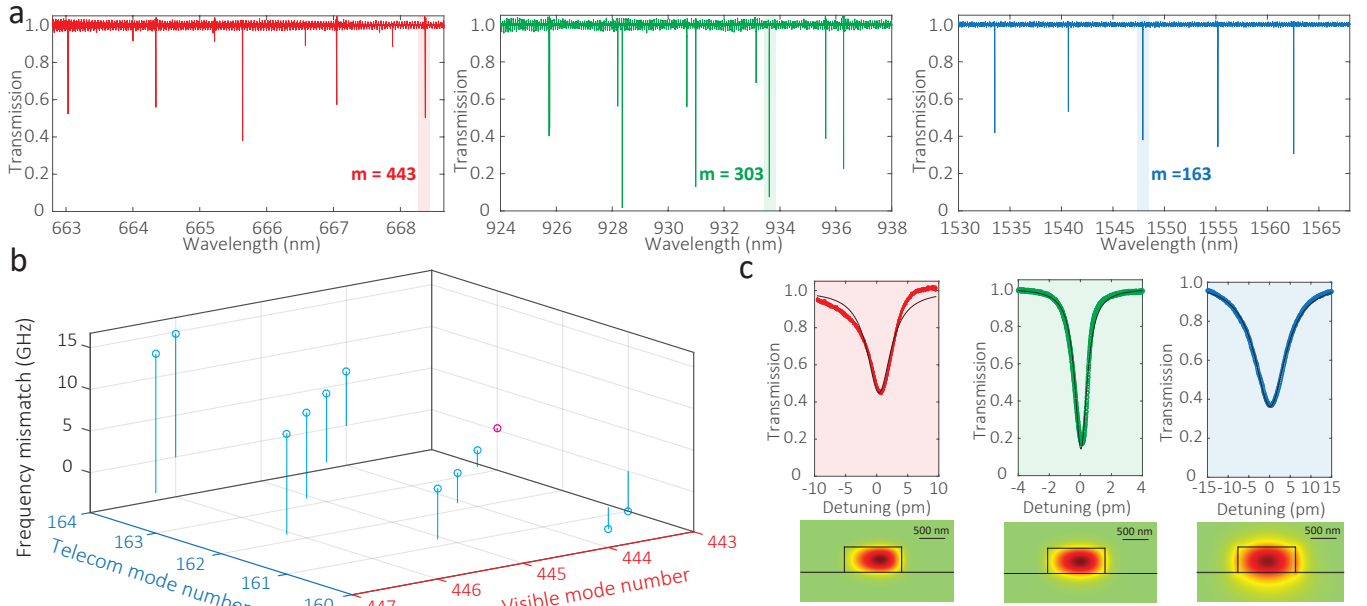 a
Transmission
1.0
0.8
0.6
0.4
0.2
0
m = 443
663 664 665 666 667 668
Wavelength (nm)
Transmission
1.0
0.8
0.6
0.4
0.2
0
m = 303
924 926 928 930 932 934 936 938
Wavelength (nm)
Transmission
1.0
0.8
0.6
0.4
0.2
0
m =163
1530 1535 1540 1545 1550 1555 1560 1565
Wavelength (nm)
b
Frequency mismatch (GHz)
15
10
5
0
164
163
162
161
160
Telecom mode number
447
446
445
444
443
Visible mode number
c
Transmission
1.0
0.8
0.6
0.4
0.2
0
-10 -5 0 5 10
Detuning (pm)
500 nm
Transmission
1.0
0.8
0.6
0.4
0.2
0
-4 -2 0 2 4
Detuning (pm)
500 nm
Transmission
1.0
0.8
0.6
0.4
0.2
0
-15 -10 -5 0 5 10 15
Detuning (pm)
500 nm